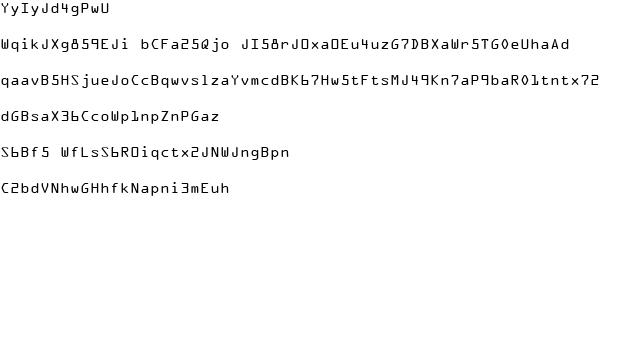 YyIyJd4gPwU
WqikJXg859EJi bCFa25Qjo JI58rJOxaOEu4uzG7DBXaWr5TG0eUhaAd
qaavB5HSjueJoCcBqwvslzaYvmcdBK67Hw5tFtsMJ49Kn7aP9baR01tntx72
dGBsaX36CcoWp1npZnPGaz
S6Bf5 WfLsS6ROiqctx2JNWJngBpn
C2bdVNhwGHhfkNapni3mEuh